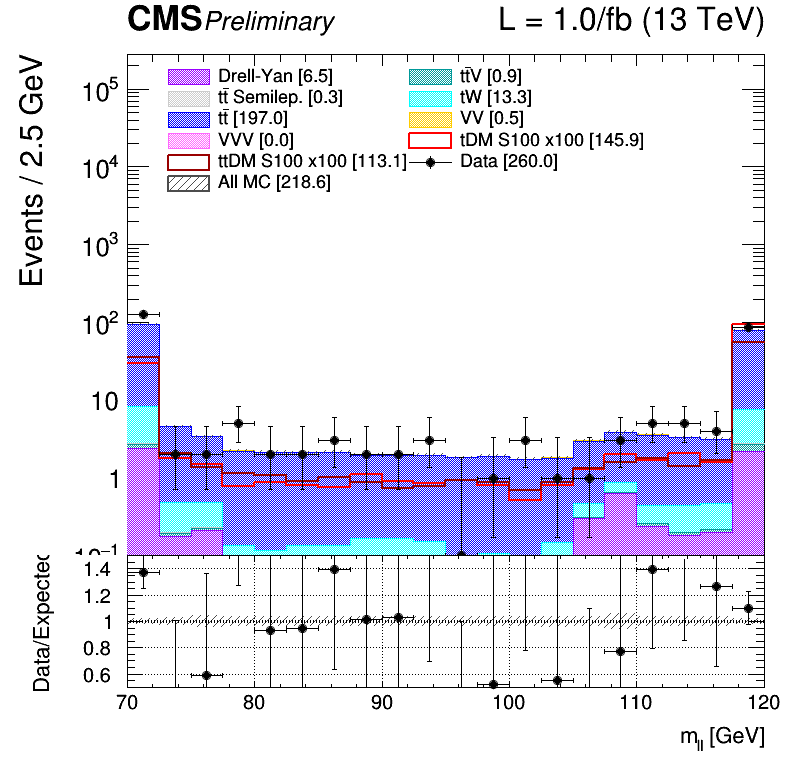 CMS Preliminary L = 1.0/fb (13 TeV)
Events / 2.5 GeV
Drell-Yan [6.5] tt̄V [0.9]
tt̄ Semilep. [0.3] tW [13.3]
tt̄ [197.0] VV [0.5]
VVV [0.0] tDM S100 x100 [145.9]
ttDM S100 x100 [113.1] Data [260.0]
All MC [218.6]
10⁵
10⁴
10³
10²
10
1
10⁻¹
Data/Expected
1.4
1.2
1
0.8
0.6
70 80 90 100 110 120
m_ll [GeV]